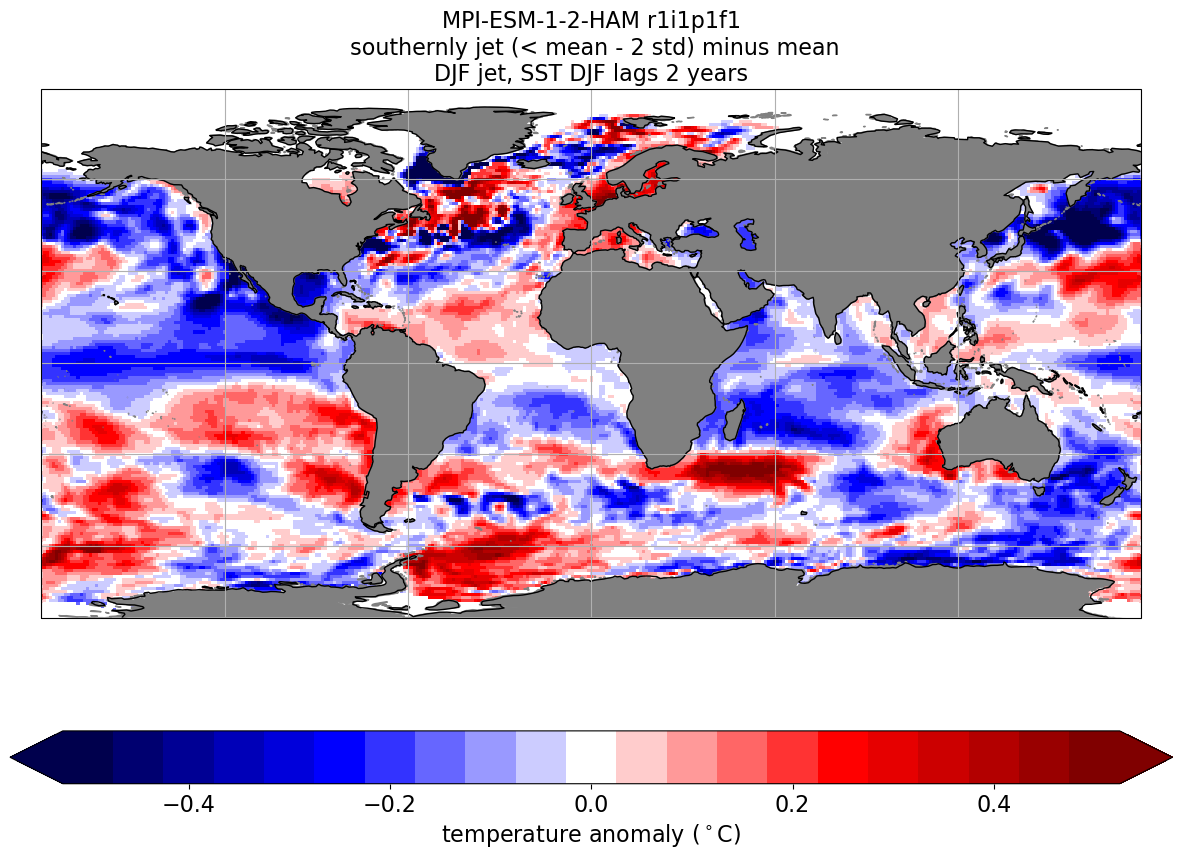 MPI-ESM-1-2-HAM r1i1p1f1
southernly jet (< mean - 2 std) minus mean
DJF jet, SST DJF lags 2 years
−0.4 −0.2 0.0 0.2 0.4
temperature anomaly (∘C)